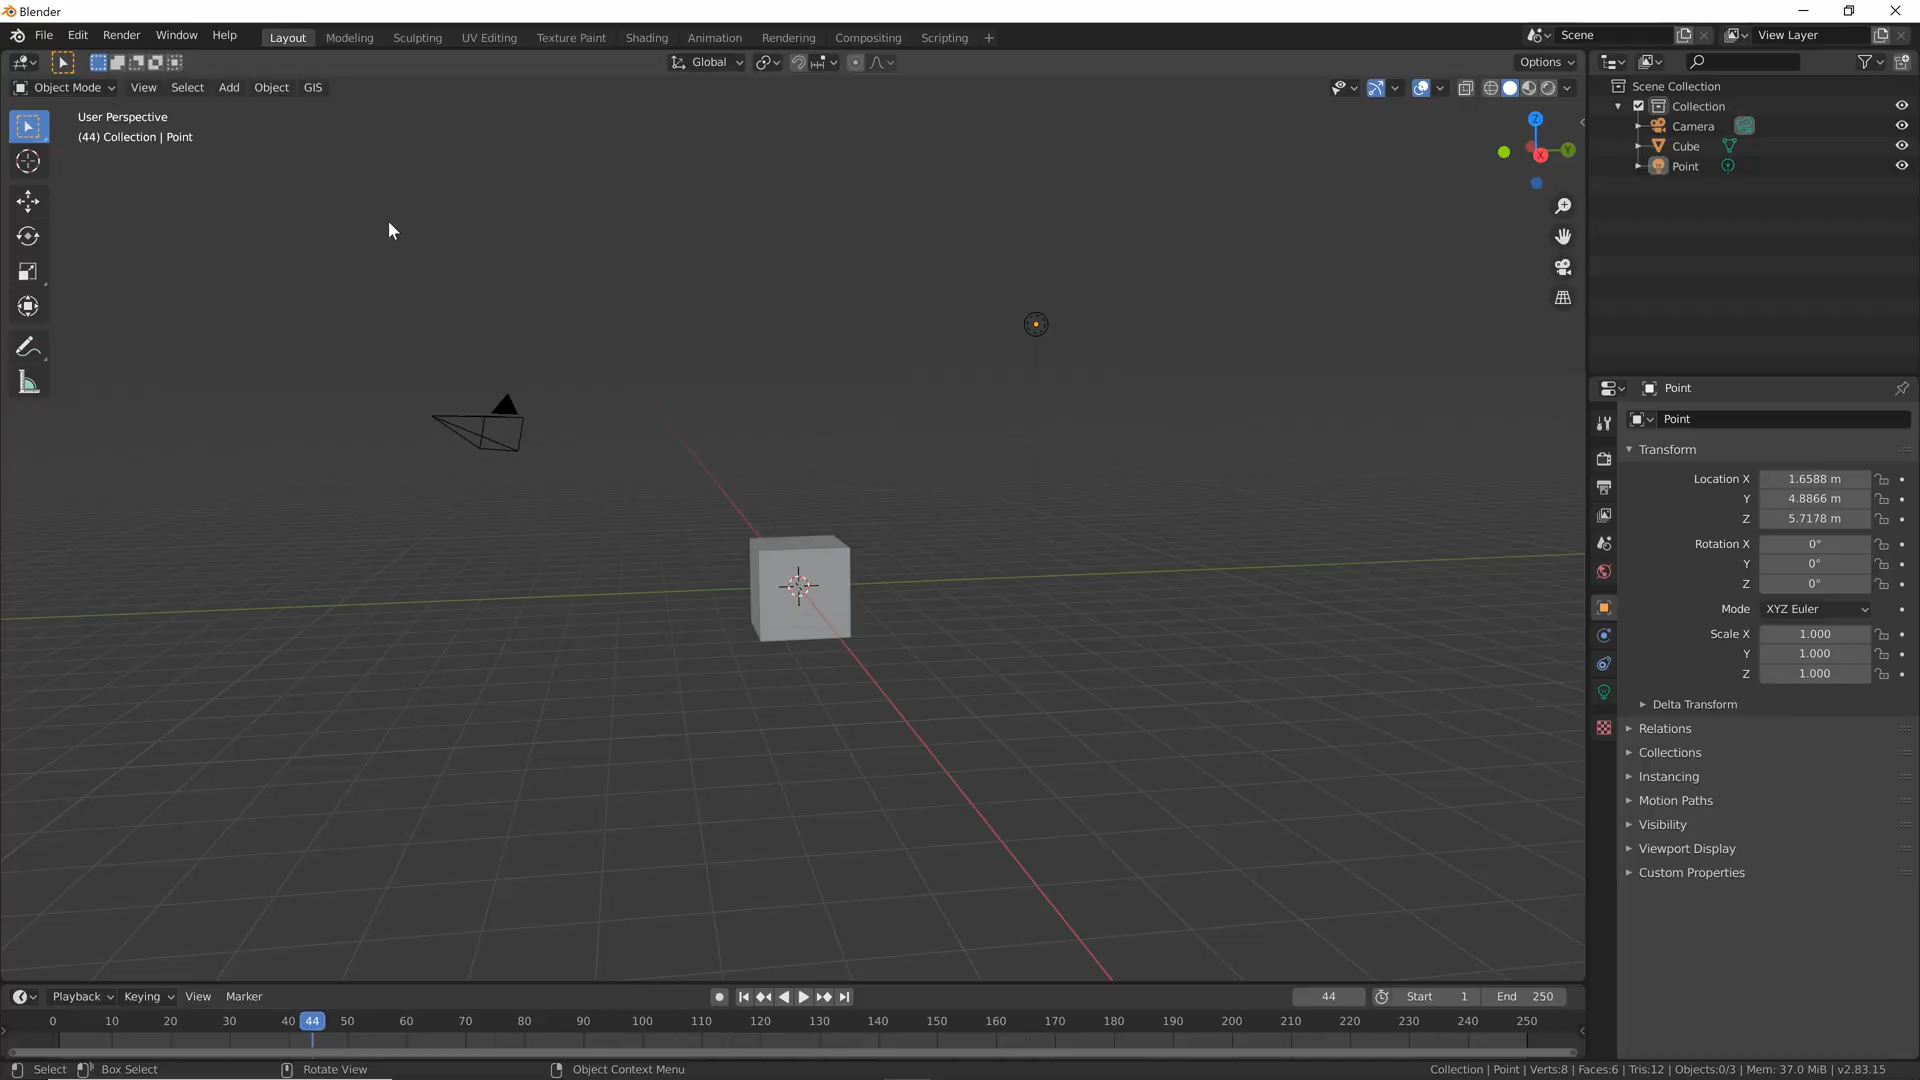 Blender
File Edit Render Window Help Layout Modeling Sculpting UV Editing Texture Paint Shading Animation Rendering Compositing Scripting + Scene View Layer
Global Options
Object Mode View Select Add Object GIS
User Perspective
(44) Collection | Point
Z
Y
X
Scene Collection
Collection
Camera
Cube
Point
Point
Point
Transform
Location X 1.6588 m
Y 4.8866 m
Z 5.7178 m
Rotation X 0°
Y 0°
Z 0°
Mode XYZ Euler
Scale X 1.000
Y 1.000
Z 1.000
Delta Transform
Relations
Collections
Instancing
Motion Paths
Visibility
Viewport Display
Custom Properties
Playback Keying View Marker 44 Start 1 End 250
0 10 20 30 40 44 50 60 70 80 90 100 110 120 130 140 150 160 170 180 190 200 210 220 230 240 250
Select Box Select Rotate View Object Context Menu Collection | Point | Verts:8 | Faces:6 | Tris:12 | Objects:0/3 | Mem: 37.0 MiB | v2.83.15